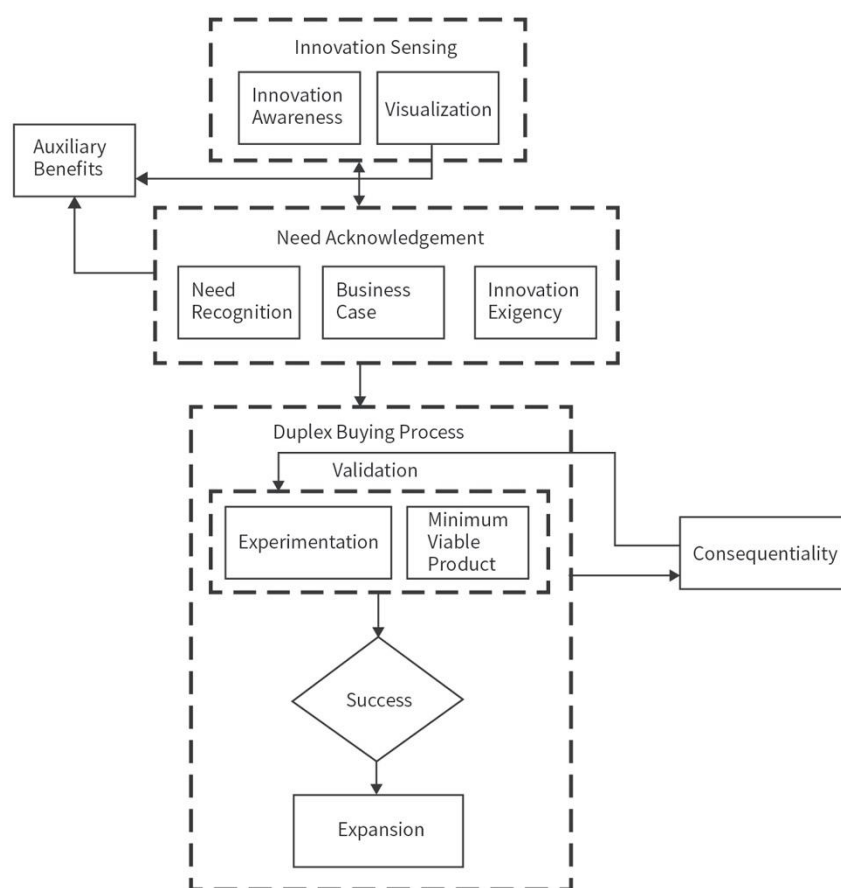 Innovation Sensing
Innovation
Awareness
Visualization
Auxiliary
Benefits
Need Acknowledgement
Need
Recognition
Business
Case
Innovation
Exigency
Duplex Buying Process
Validation
Experimentation
Minimum
Viable
Product
Consequentiality
Success
Expansion